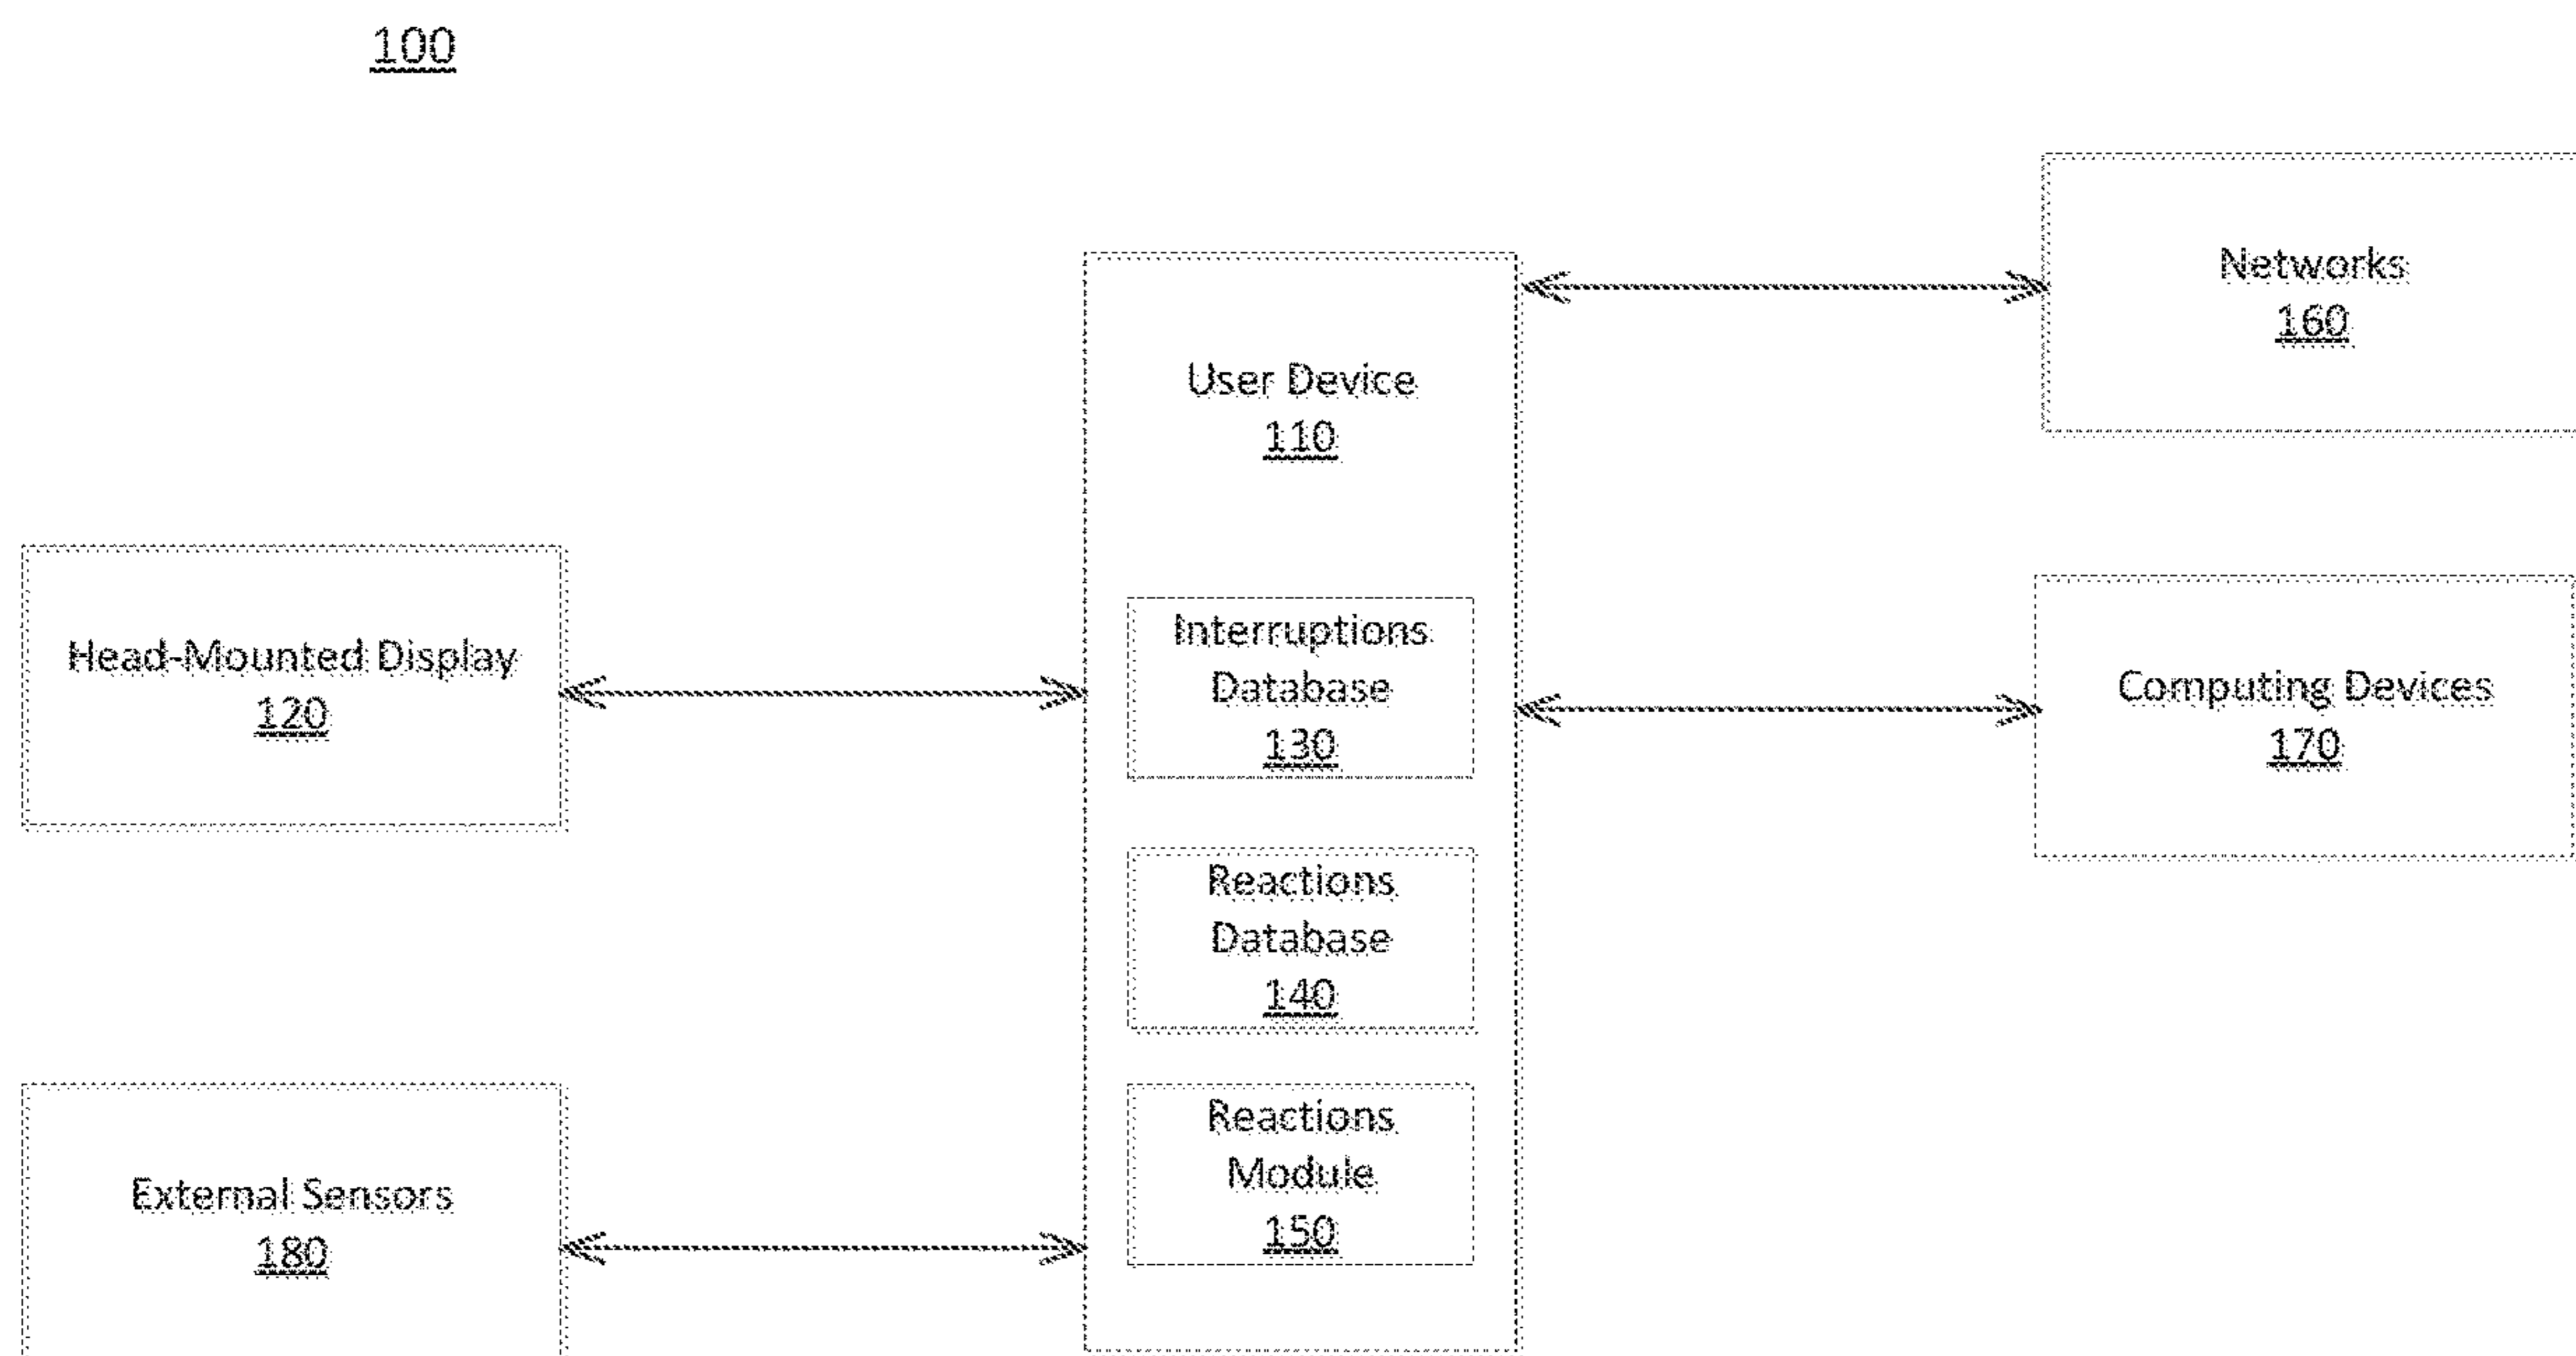 100
Networks
160
User Device
110
Head-Mounted Display
120
Interruptions
Database
130
Computing Devices
170
Reactions
Database
140
External Sensors
180
Reactions
Module
150